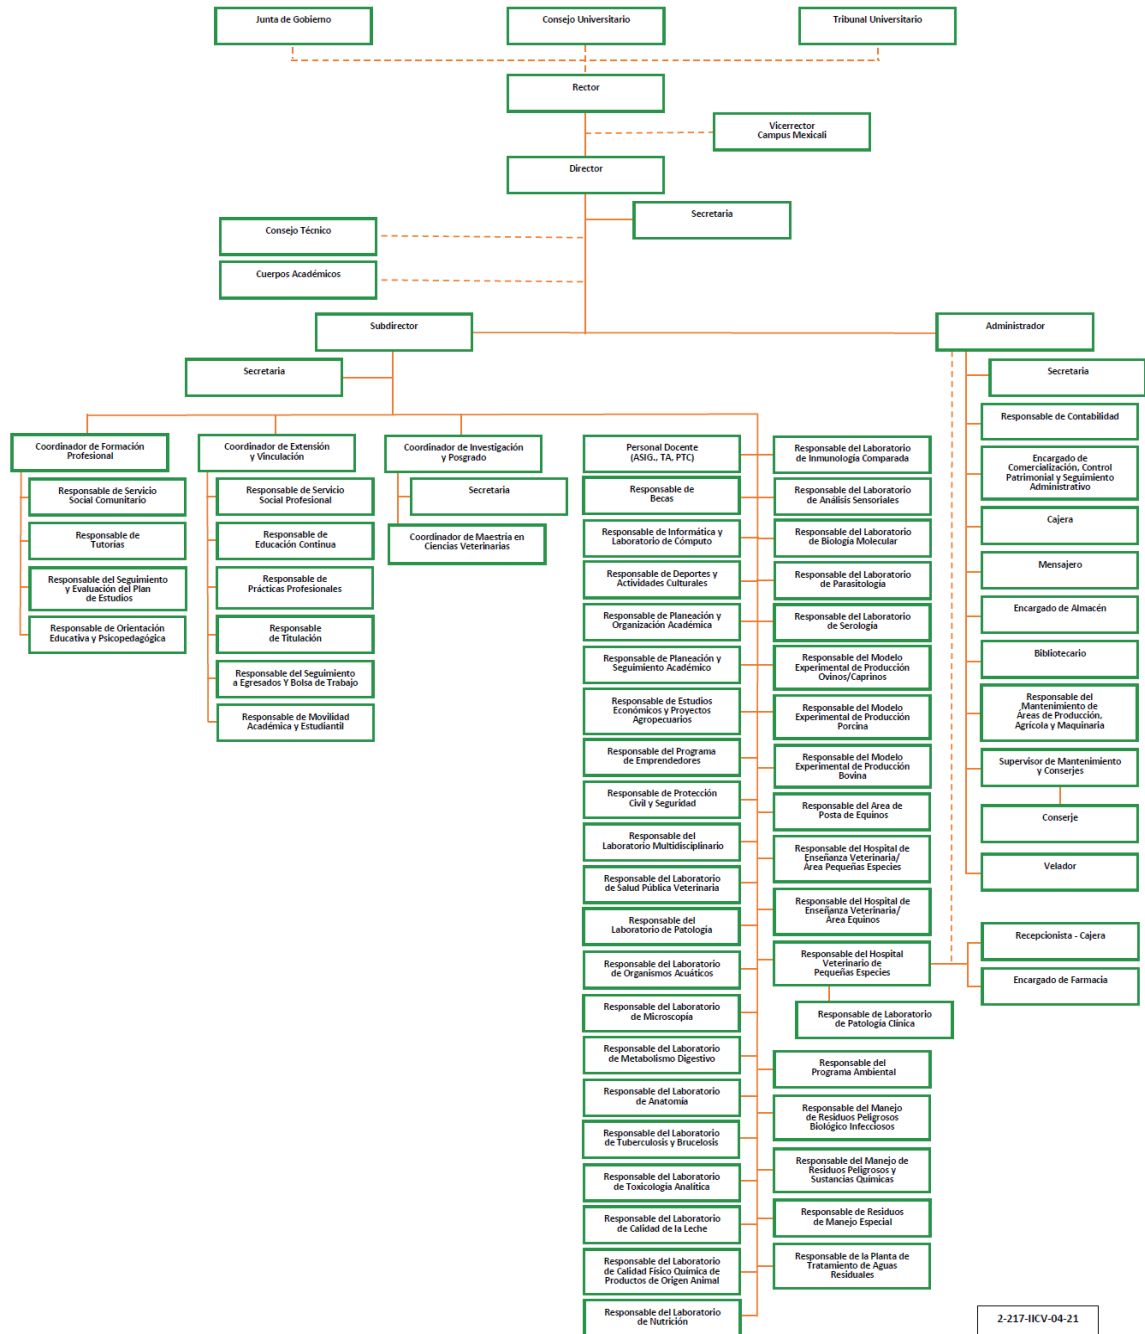 Junta de Gobierno
Consejo Universitario
Tribunal Universitario
Rector
Vicerrector
Campus Mexicali
Director
Secretaria
Consejo Técnico
Cuerpos Académicos
Subdirector
Administrador
Secretaria
Coordinador de Formación
Profesional
Responsable de Servicio
Social Comunitario
Responsable de
Tutorías
Responsable del Seguimiento
y Evaluación del Plan
de Estudios
Responsable de Orientación
Educativa y Psicopedagógica
Coordinador de Extensión
y Vinculación
Responsable de Servicio
Social Profesional
Responsable de
Educación Continua
Responsable de
Prácticas Profesionales
Responsable
de Titulación
Responsable del Seguimiento
a Egresados Y Bolsa de Trabajo
Responsable de Movilidad
Académica y Estudiantil
Coordinador de Investigación
y Posgrado
Secretaria
Coordinador de Maestría en
Ciencias Veterinarias
Personal Docente
(ASIG., TA, PTC)
Responsable de
Becas
Responsable de Informática y
Laboratorio de Cómputo
Responsable de Deportes y
Actividades Culturales
Responsable de Planeación y
Organización Académica
Responsable de Planeación y
Seguimiento Académico
Responsable de Estudios
Económicos y Proyectos
Agropecuarios
Responsable del Programa
de Emprendedores
Responsable de Protección
Civil y Seguridad
Responsable del
Laboratorio Multidisciplinario
Responsable del Laboratorio
de Salud Pública Veterinaria
Responsable del
Laboratorio de Patología
Responsable del Laboratorio
de Organismos Acuáticos
Responsable del Laboratorio
de Microscopía
Responsable del Laboratorio
de Metabolismo Digestivo
Responsable del Laboratorio
de Anatomía
Responsable del Laboratorio
de Tuberculosis y Brucelosis
Responsable del Laboratorio
de Toxicología Analítica
Responsable del Laboratorio
de Calidad de la Leche
Responsable del Laboratorio
de Calidad Físico Química de
Productos de Origen Animal
Responsable del Laboratorio
de Nutrición
Responsable del Laboratorio
de Inmunología Comparada
Responsable del Laboratorio
de Análisis Sensoriales
Responsable del Laboratorio
de Biología Molecular
Responsable del Laboratorio
de Parasitología
Responsable del Laboratorio
de Serología
Responsable del Modelo
Experimental de Producción
Ovinos/Caprinos
Responsable del Modelo
Experimental de Producción
Porcina
Responsable del Modelo
Experimental de Producción
Bovina
Responsable del Area de
Posta de Equinos
Responsable del Hospital de
Enseñanza Veterinaria/
Área Pequeñas Especies
Responsable del Hospital de
Enseñanza Veterinaria/
Área Equinos
Responsable del Hospital
Veterinario de
Pequeñas Especies
Responsable de Laboratorio
de Patología Clínica
Responsable del
Programa Ambiental
Responsable del Manejo
de Residuos Peligrosos
Biológico Infecciosos
Responsable del Manejo de
Residuos Peligrosos y
Sustancias Químicas
Responsable de Residuos
de Manejo Especial
Responsable de la Planta de
Tratamiento de Aguas
Residuales
Secretaria
Responsable de Contabilidad
Encargado de
Comercialización, Control
Patrimonial y Seguimiento
Administrativo
Cajera
Mensajero
Encargado de Almacén
Bibliotecario
Responsable del
Mantenimiento de
Áreas de Producción,
Agrícola y Maquinaria
Supervisor de Mantenimiento
y Conserjes
Conserje
Velador
Recepcionista - Cajera
Encargado de Farmacia
2-217-IICV-04-21